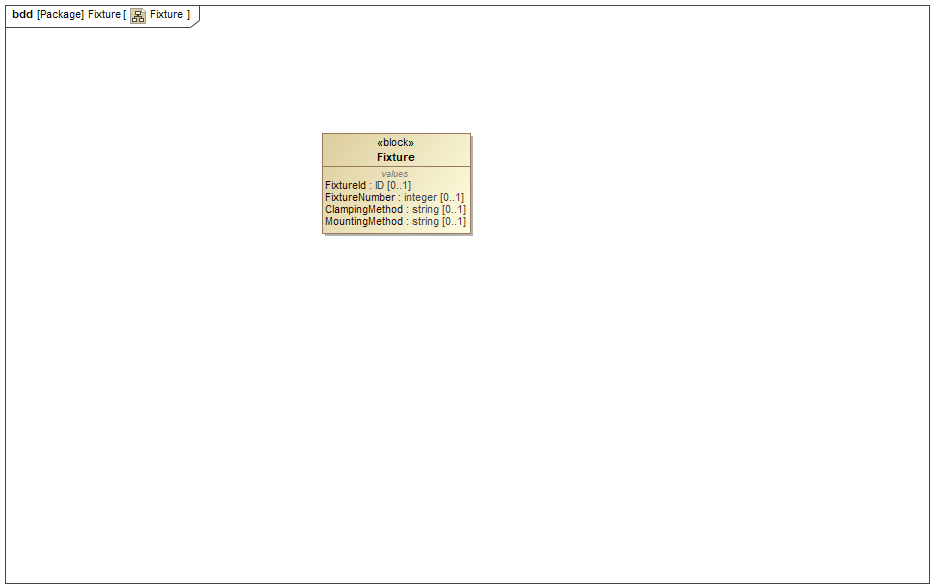 bdd [Package] Fixture [ Fixture ]
«block»
Fixture
values
FixtureId : ID [0..1]
FixtureNumber : integer [0..1]
ClampingMethod : string [0..1]
MountingMethod : string [0..1]